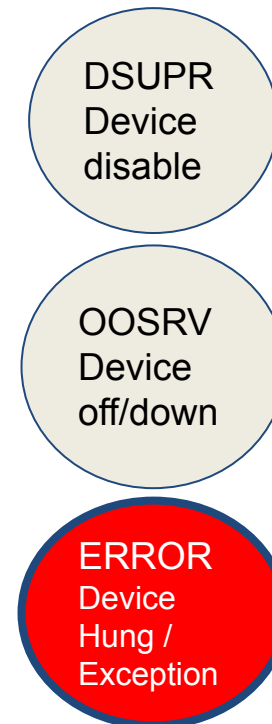 DSUPR
Device
disable
OOSRV
Device
off/down
ERROR
Device
Hung /
Exception